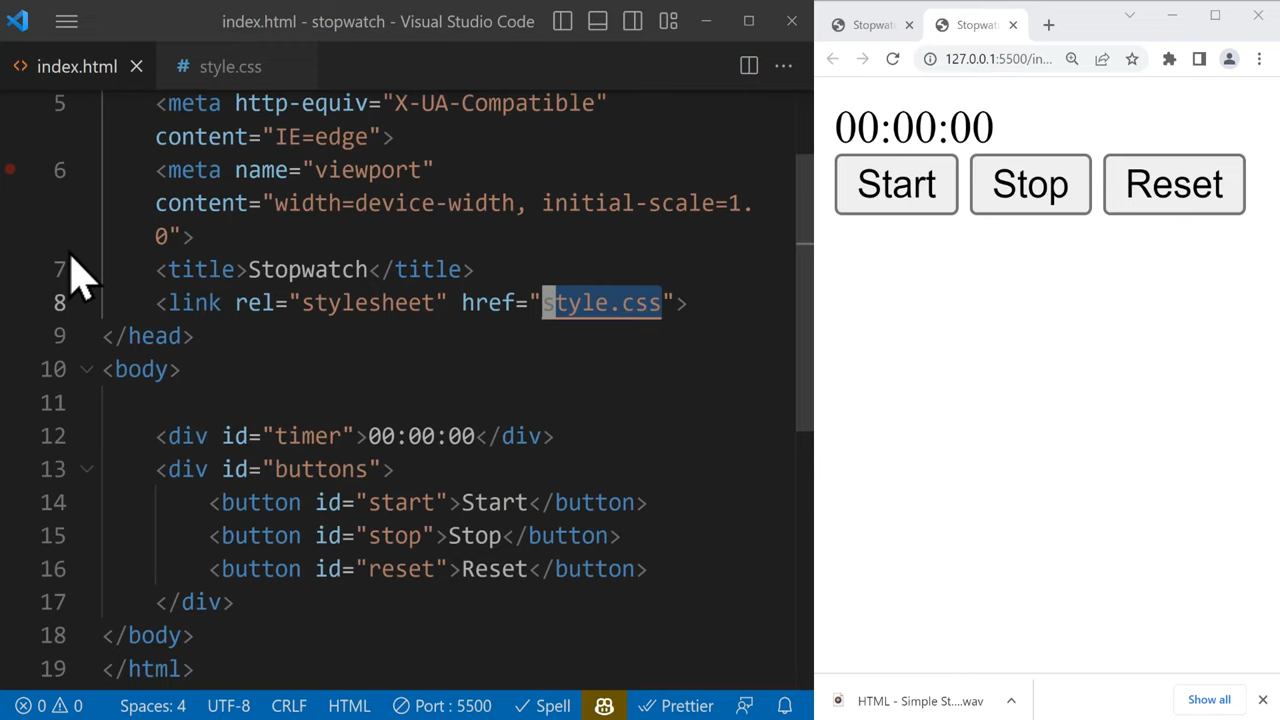 index.html - stopwatch - Visual Studio Code
index.html
# style.css
5 <meta http-equiv="X-UA-Compatible"
content="IE=edge">
6 <meta name="viewport"
content="width=device-width, initial-scale=1.
0">
7 <title>Stopwatch</title>
8 <link rel="stylesheet" href="style.css">
9 </head>
10 <body>
11
12 <div id="timer">00:00:00</div>
13 <div id="buttons">
14 <button id="start">Start</button>
15 <button id="stop">Stop</button>
16 <button id="reset">Reset</button>
17 </div>
18 </body>
19 </html>
0 0 Spaces: 4 UTF-8 CRLF HTML Port : 5500 Spell Prettier
Stopwat Stopwat
127.0.0.1:5500/in...
00:00:00
Start Stop Reset
HTML - Simple St....wav Show all